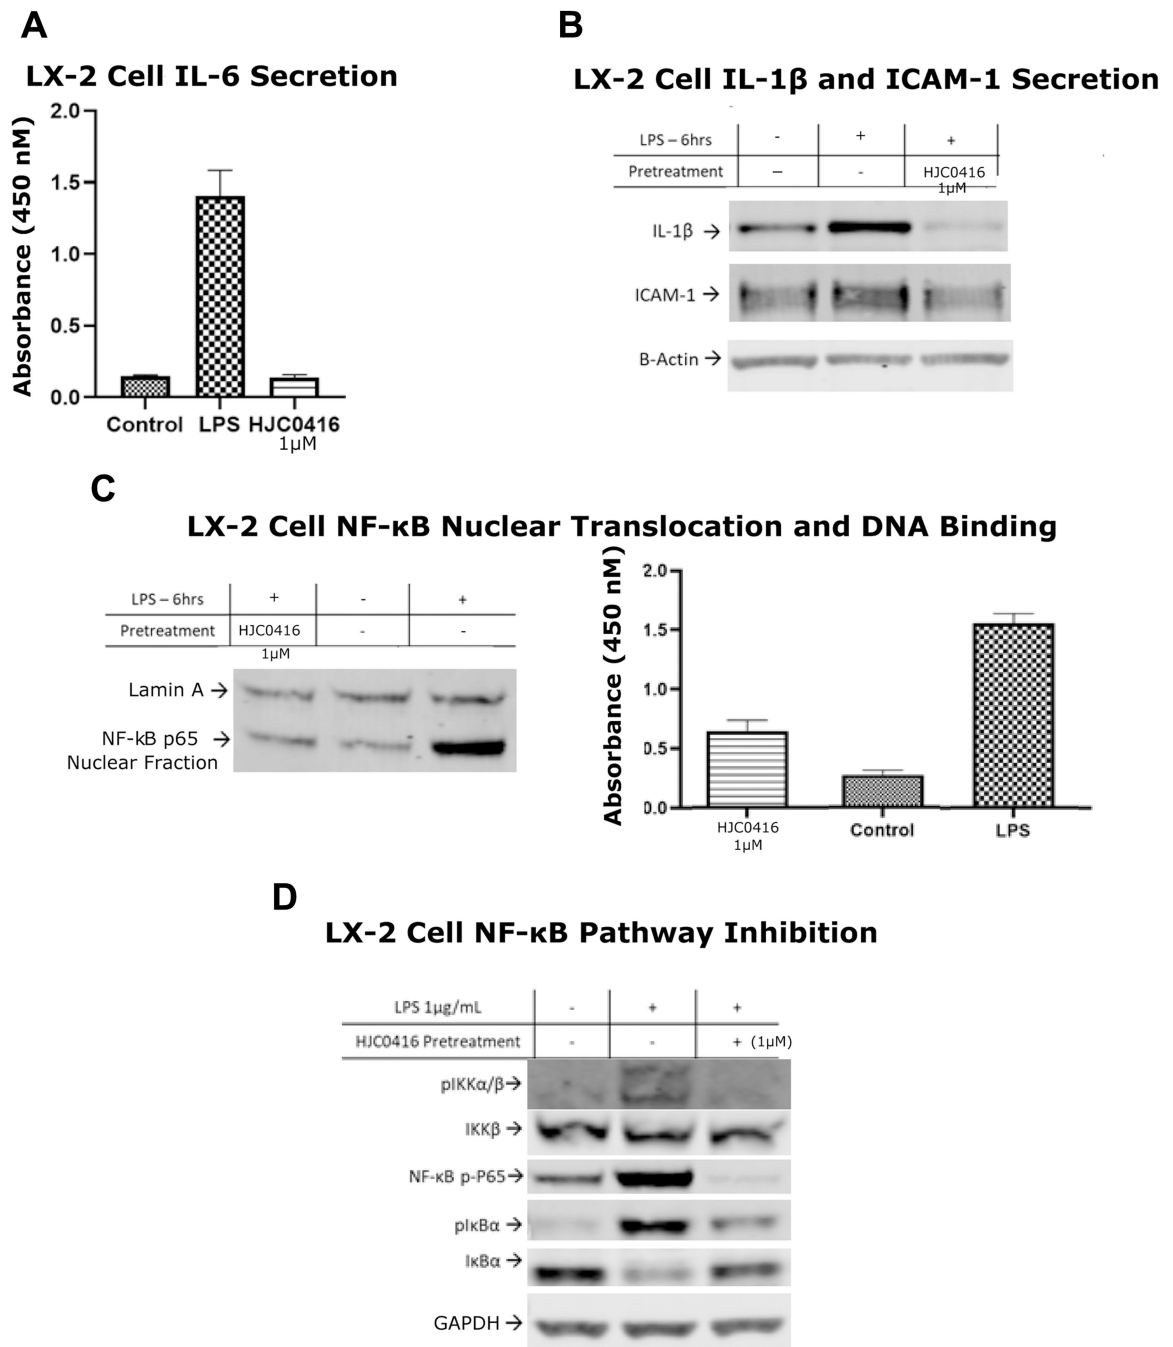 A
LX-2 Cell IL-6 Secretion
Absorbance (450 nM)
2.0
1.5
1.0
0.5
0.0
Control LPS HJC0416
1µM
B
LX-2 Cell IL-1β and ICAM-1 Secretion
LPS – 6hrs - + +
Pretreatment – - HJC0416
1µM
IL-1β →
ICAM-1 →
B-Actin →
C
LX-2 Cell NF-κB Nuclear Translocation and DNA Binding
LPS – 6hrs + - +
Pretreatment HJC0416 - -
1µM
Lamin A →
NF-kB p65 →
Nuclear Fraction
Absorbance (450 nM)
2.0
1.5
1.0
0.5
0.0
HJC0416 Control LPS
1µM
D
LX-2 Cell NF-κB Pathway Inhibition
LPS 1µg/mL - + +
HJC0416 Pretreatment - - + (1µM)
pIKKα/β→
IKKβ →
NF-κB p-P65→
pIκBα →
IκBα →
GAPDH →